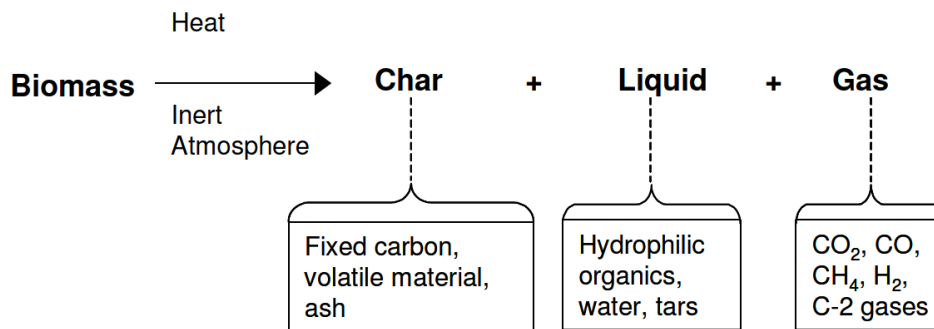 Heat
Biomass
Char + Liquid + Gas
Inert
Atmosphere
Fixed carbon,
volatile material,
ash
Hydrophilic
organics,
water, tars
CO₂, CO,
CH₄, H₂,
C-2 gases